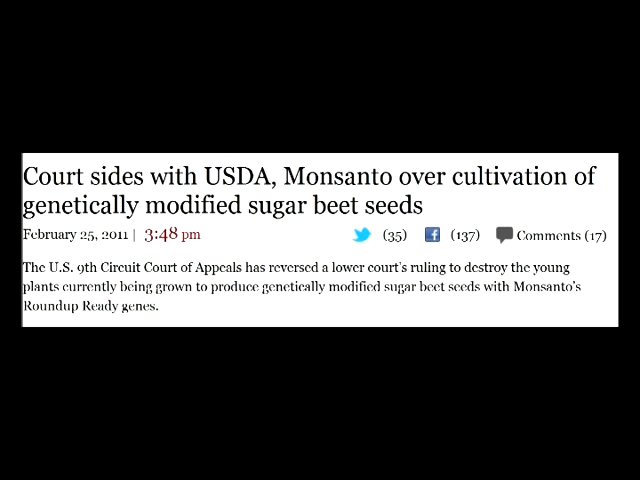 Court sides with USDA, Monsanto over cultivation of
genetically modified sugar beet seeds
February 25, 2011 | 3:48 pm (35) (137) Comments (17)
The U.S. 9th Circuit Court of Appeals has reversed a lower court's ruling to destroy the young
plants currently being grown to produce genetically modified sugar beet seeds with Monsanto's
Roundup Ready genes.